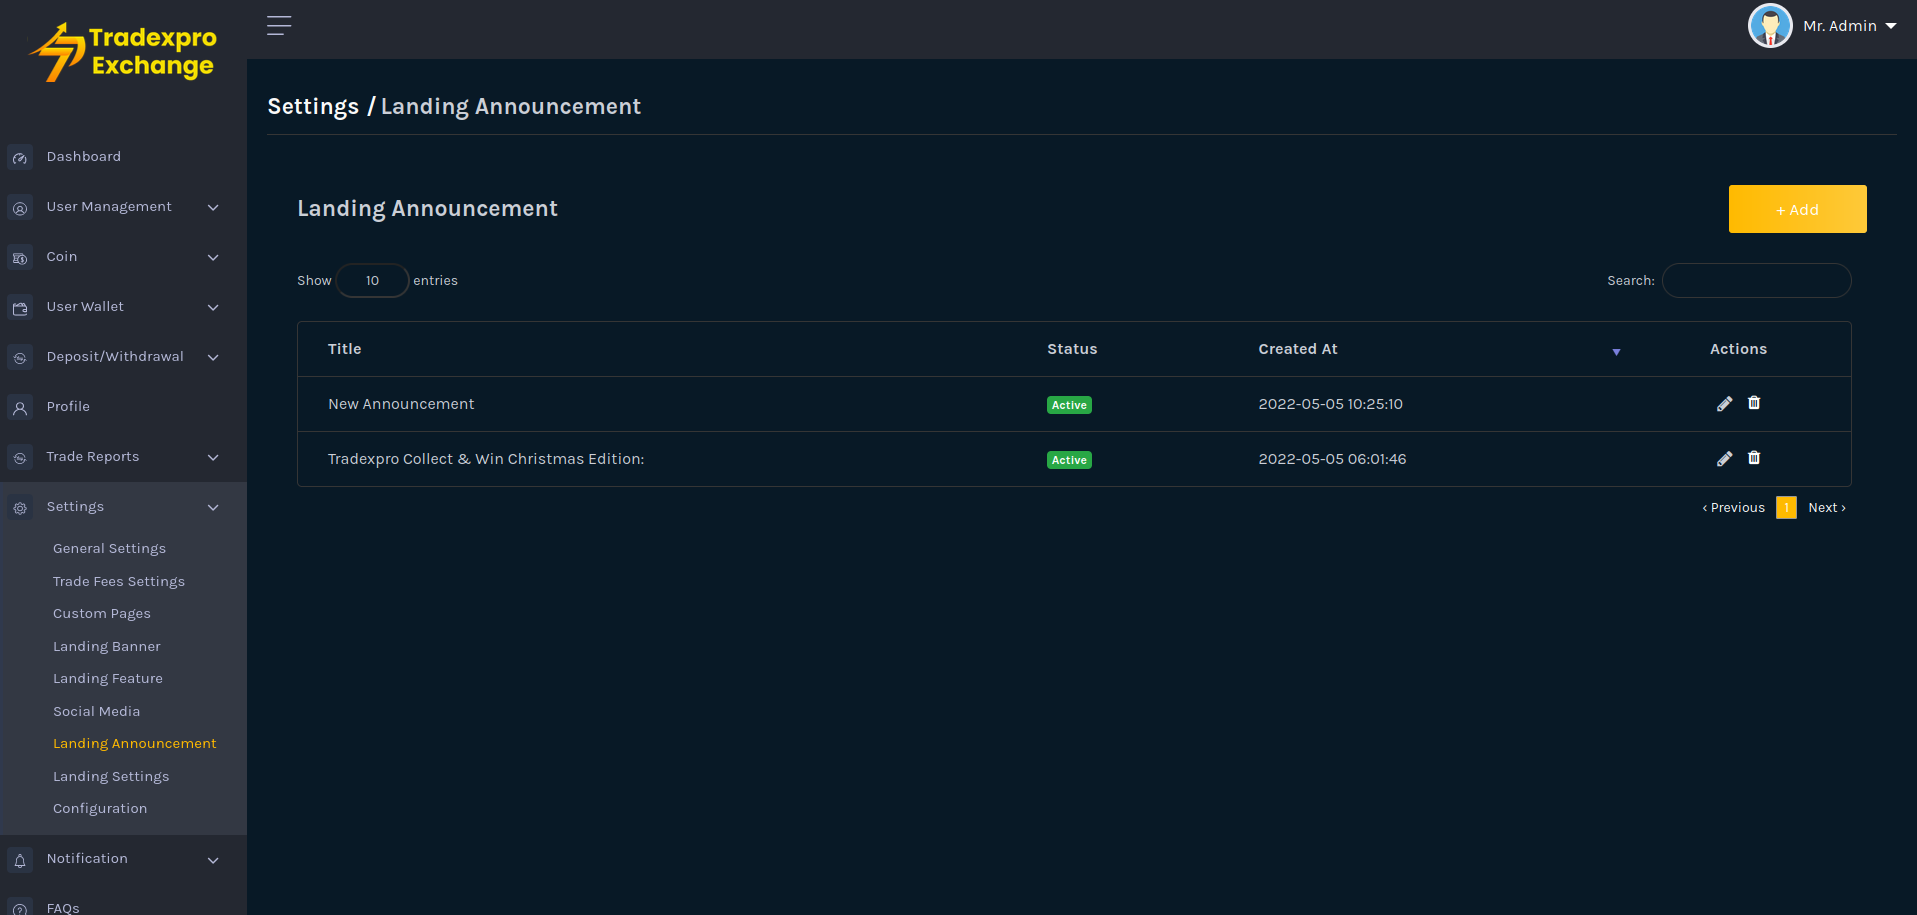 Tradexpro
Exchange
Mr. Admin
Dashboard
User Management
Coin
User Wallet
Deposit/Withdrawal
Profile
Trade Reports
Settings
General Settings
Trade Fees Settings
Custom Pages
Landing Banner
Landing Feature
Social Media
Landing Announcement
Landing Settings
Configuration
Notification
FAQs
Settings / Landing Announcement
Landing Announcement
+ Add
Show 10 entries
Search:
Title Status Created At ▼ Actions
New Announcement Active 2022-05-05 10:25:10
Tradexpro Collect & Win Christmas Edition: Active 2022-05-05 06:01:46
‹ Previous 1 Next ›